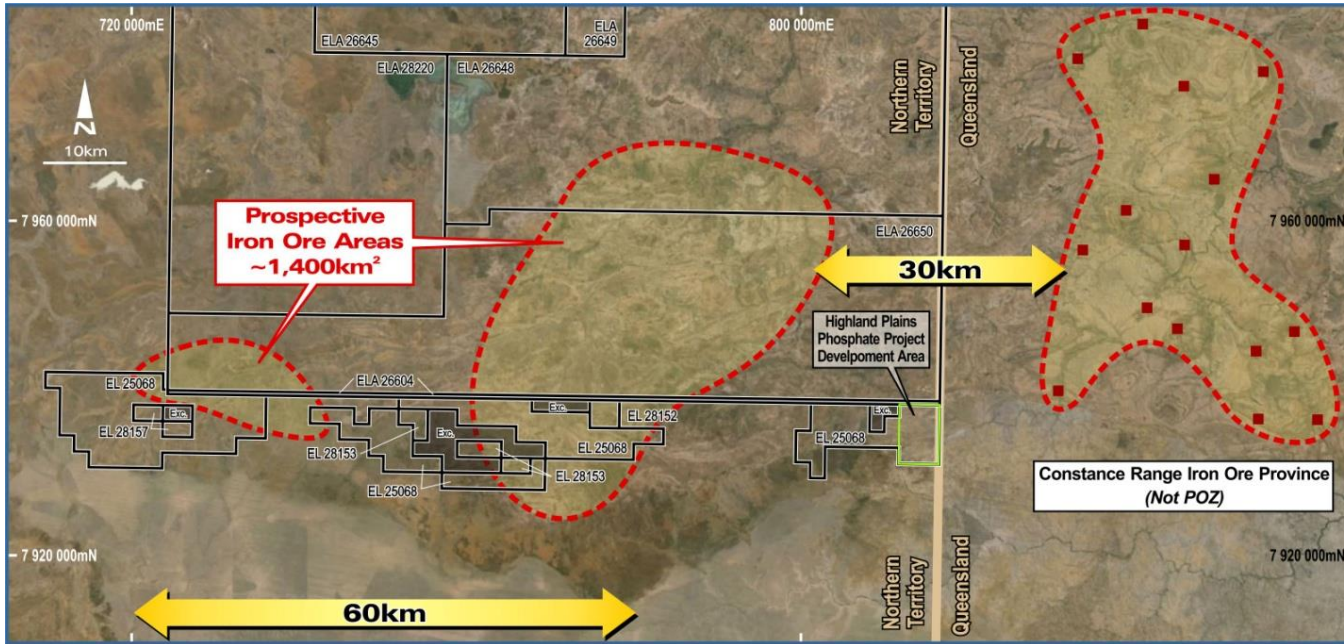 720 000mE
800 000mE
ELA 26645
ELA
26649
ELA 28220
ELA 26648
Northern
Territory
Queensland
N
10km
Prospective
Iron Ore Areas
~1,400km²
7 960 000mN
7 960 000mN
ELA 26650
30km
Highland Plains
Phosphate Project
Develpoment Area
EL 25068
ELA 26604
Exc.
EL 28157
Exc.
EL 28153
Exc.
EL 28152
EL 25068
EL 28153
EL 25068
Exc.
EL 25068
Constance Range Iron Ore Province
(Not POZ)
7 920 000mN
7 920 000mN
Northern
Territory
Queensland
60km